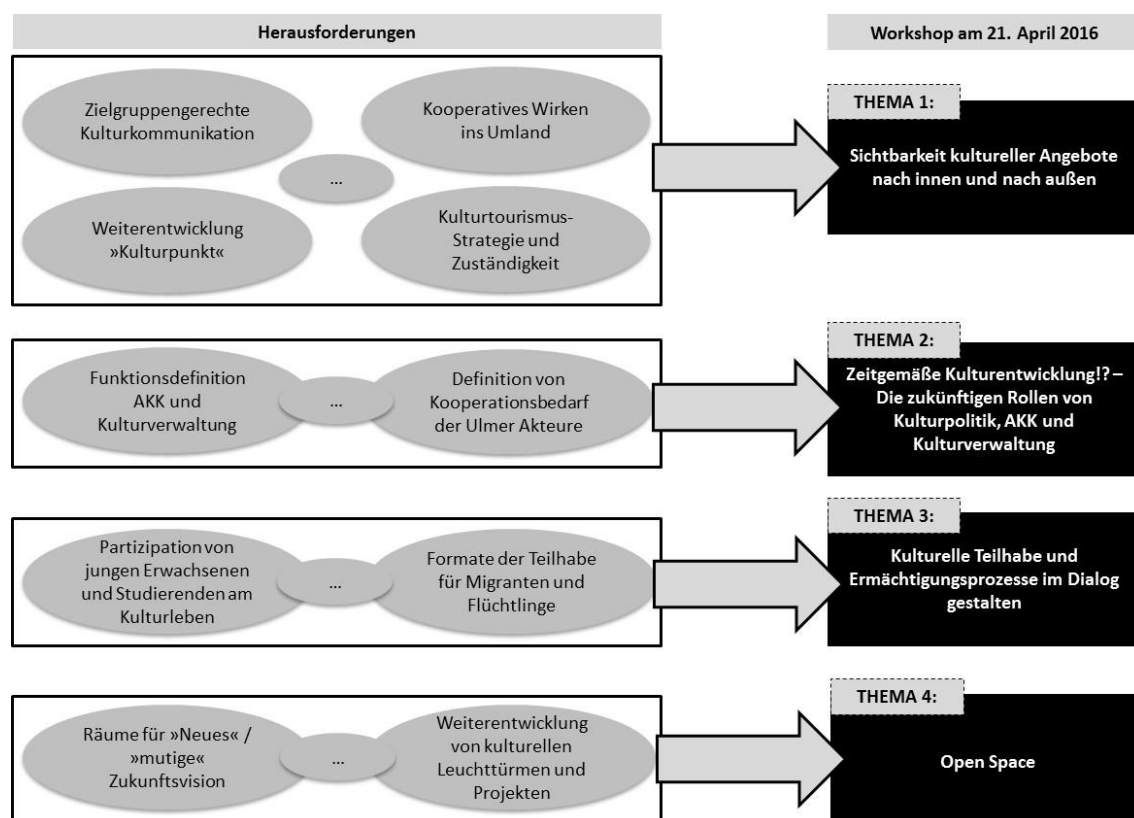 Herausforderungen
Workshop am 21. April 2016
Zielgruppengerechte
Kulturkommunikation
Kooperatives Wirken
ins Umland
...
Weiterentwicklung
»Kulturpunkt«
Kulturtourismus-
Strategie und
Zuständigkeit
THEMA 1:
Sichtbarkeit kultureller Angebote
nach innen und nach außen
Funktionsdefinition
AKK und
Kulturverwaltung
...
Definition von
Kooperationsbedarf
der Ulmer Akteure
THEMA 2:
Zeitgemäße Kulturentwicklung!? –
Die zukünftigen Rollen von
Kulturpolitik, AKK und
Kulturverwaltung
Partizipation von
jungen Erwachsenen
und Studierenden am
Kulturleben
...
Formate der Teilhabe
für Migranten und
Flüchtlinge
THEMA 3:
Kulturelle Teilhabe und
Ermächtigungsprozesse im Dialog
gestalten
Räume für »Neues« /
»mutige«
Zukunftsvision
...
Weiterentwicklung
von kulturellen
Leuchttürmen und
Projekten
THEMA 4:
Open Space